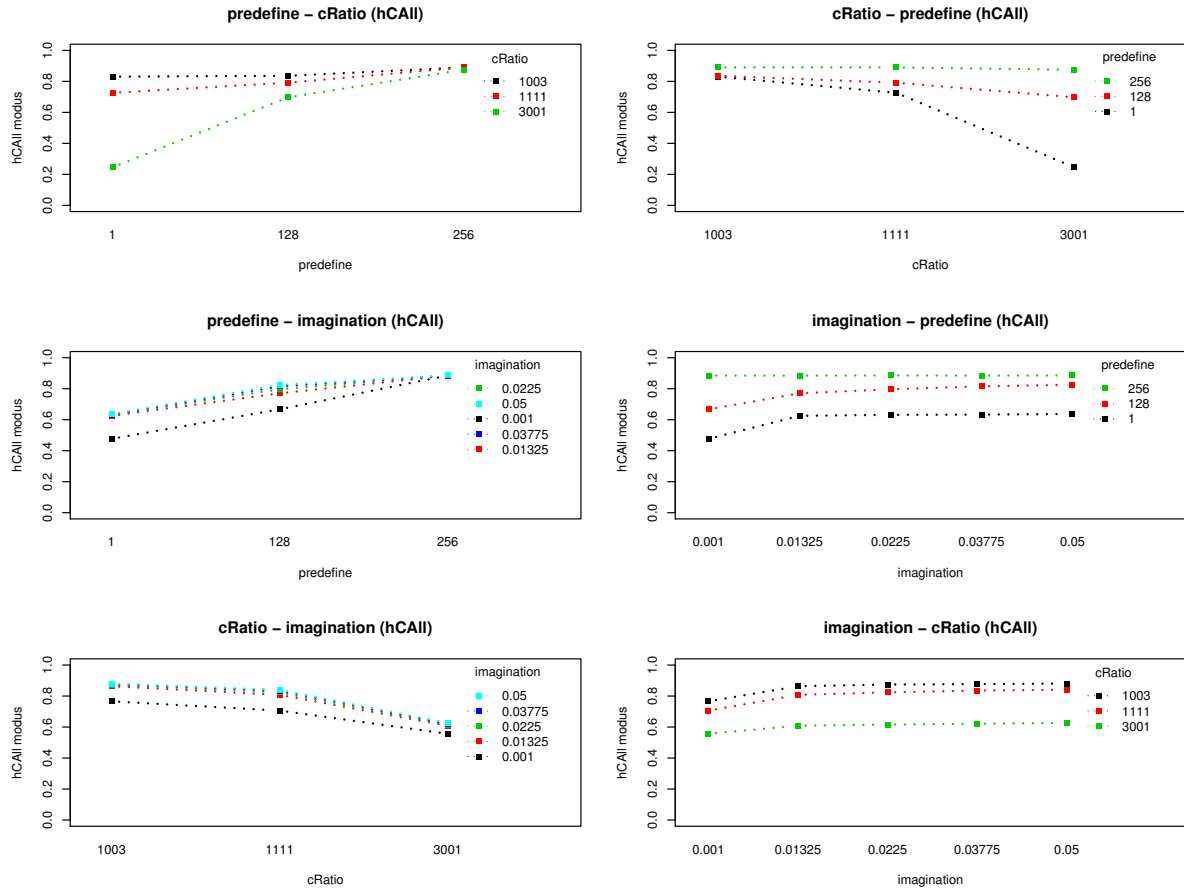 predefine − cRatio (hCAll)
hCAll modus
0.0 0.2 0.4 0.6 0.8 1.0
cRatio
1003
1111
3001
1 128 256
predefine
cRatio − predefine (hCAll)
hCAll modus
0.0 0.2 0.4 0.6 0.8 1.0
predefine
256
128
1
1003 1111 3001
cRatio
predefine − imagination (hCAll)
hCAll modus
0.0 0.2 0.4 0.6 0.8 1.0
imagination
0.0225
0.05
0.001
0.03775
0.01325
1 128 256
predefine
imagination − predefine (hCAll)
hCAll modus
0.0 0.2 0.4 0.6 0.8 1.0
predefine
256
128
1
0.001 0.01325 0.0225 0.03775 0.05
imagination
cRatio − imagination (hCAll)
hCAll modus
0.0 0.2 0.4 0.6 0.8 1.0
imagination
0.05
0.03775
0.0225
0.01325
0.001
1003 1111 3001
cRatio
imagination − cRatio (hCAll)
hCAll modus
0.0 0.2 0.4 0.6 0.8 1.0
cRatio
1003
1111
3001
0.001 0.01325 0.0225 0.03775 0.05
imagination